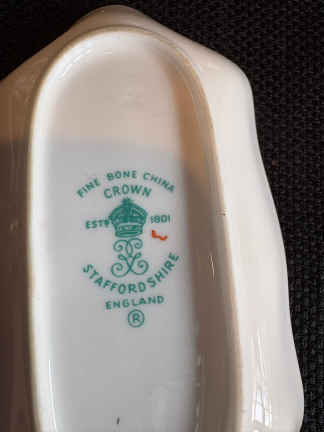 FINE BONE CHINA
CROWN
ESTD 1801
STAFFORDSHIRE
ENGLAND
®